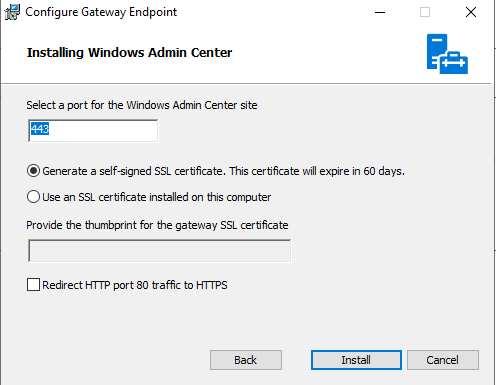 Configure Gateway Endpoint
Installing Windows Admin Center
Select a port for the Windows Admin Center site
443
Generate a self-signed SSL certificate. This certificate will expire in 60 days.
Use an SSL certificate installed on this computer
Provide the thumbprint for the gateway SSL certificate
Redirect HTTP port 80 traffic to HTTPS
Back
Install
Cancel